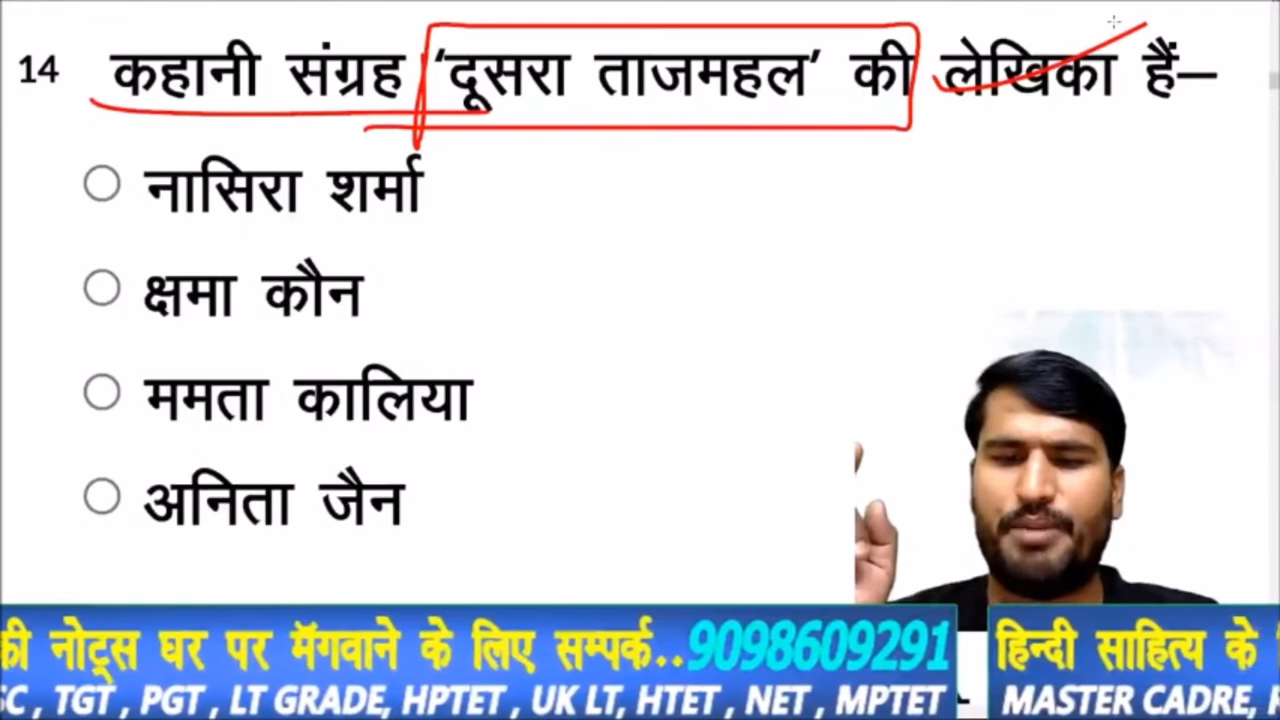 14 कहानी संग्रह ‘दूसरा ताजमहल’ की लेखिका हैं–
नासिरा शर्मा
क्षमा कौन
ममता कालिया
अनिता जैन
की नोट्स घर पर मॅगवाने के लिए सम्पर्क..9098609291
हिन्दी साहित्य के
SC , TGT , PGT , LT GRADE, HPTET , UK LT, HTET , NET , MPTET
MASTER CADRE,